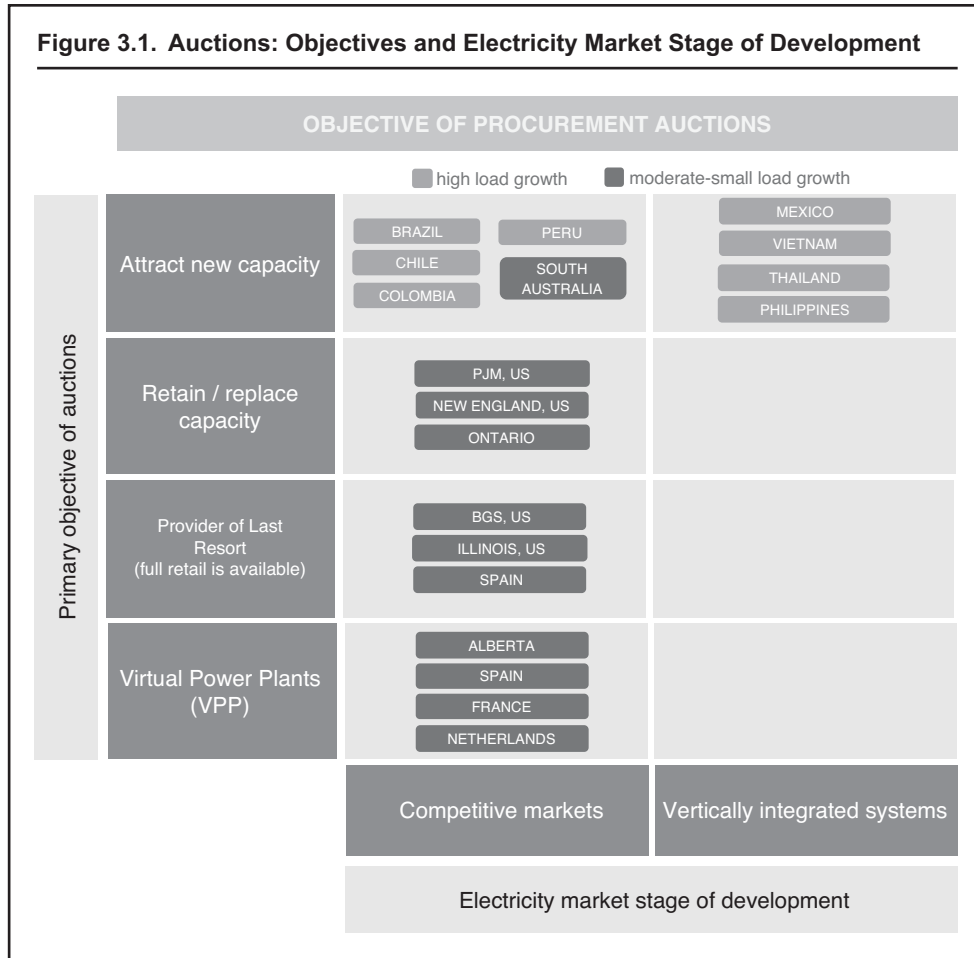 Figure 3.1. Auctions: Objectives and Electricity Market Stage of Development
OBJECTIVE OF PROCUREMENT AUCTIONS
high load growth
moderate-small load growth
Primary objective of auctions
Attract new capacity
BRAZIL
CHILE
COLOMBIA
PERU
SOUTH
AUSTRALIA
MEXICO
VIETNAM
THAILAND
PHILIPPINES
Retain / replace
capacity
PJM, US
NEW ENGLAND, US
ONTARIO
Provider of Last
Resort
(full retail is available)
BGS, US
ILLINOIS, US
SPAIN
Virtual Power Plants
(VPP)
ALBERTA
SPAIN
FRANCE
NETHERLANDS
Competitive markets
Vertically integrated systems
Electricity market stage of development